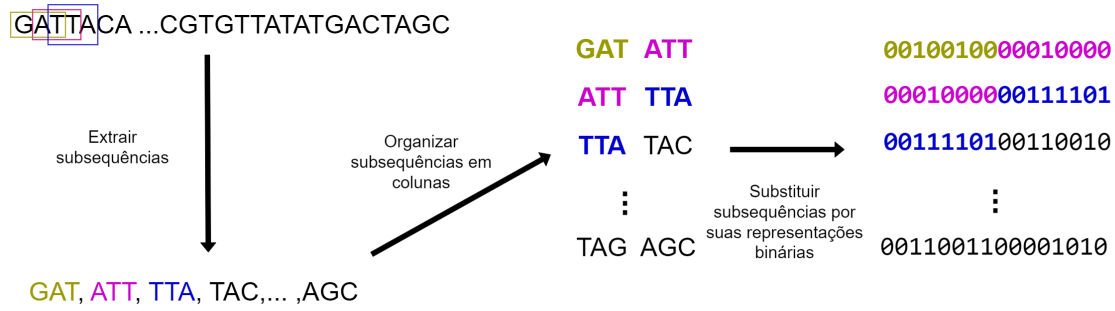 GATTACA ...CGTGTTATATGACTAGC
Extrair
subsequências
GAT, ATT, TTA, TAC,... ,AGC
Organizar
subsequências em
colunas
GAT ATT
ATT TTA
TTA TAC
TAG AGC
Substituir
subsequências por
suas representações
binárias
0010010000010000
0001000000111101
0011110100110010
0011001100001010